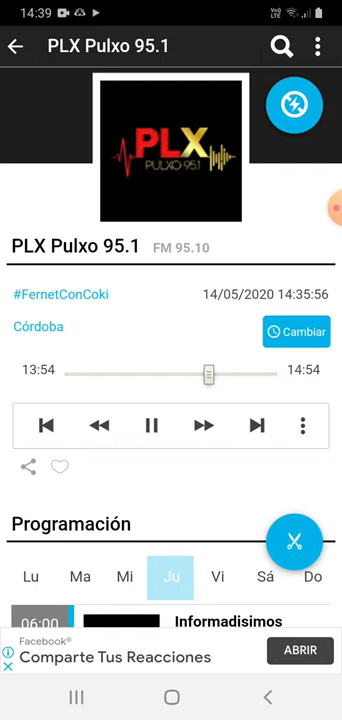 14:39
VoJ) LTE
PLX Pulxo 95.1
PLX
PULXO 95.1
PLX Pulxo 95.1 FM 95.10
#FernetConCoki 14/05/2020 14:35:56
Córdoba Cambiar
13:54 14:54
Programación
Lu Ma Mi Ju Vi Sá Do
06:00 Informadisimos
Facebook®
Comparte Tus Reacciones
ABRIR